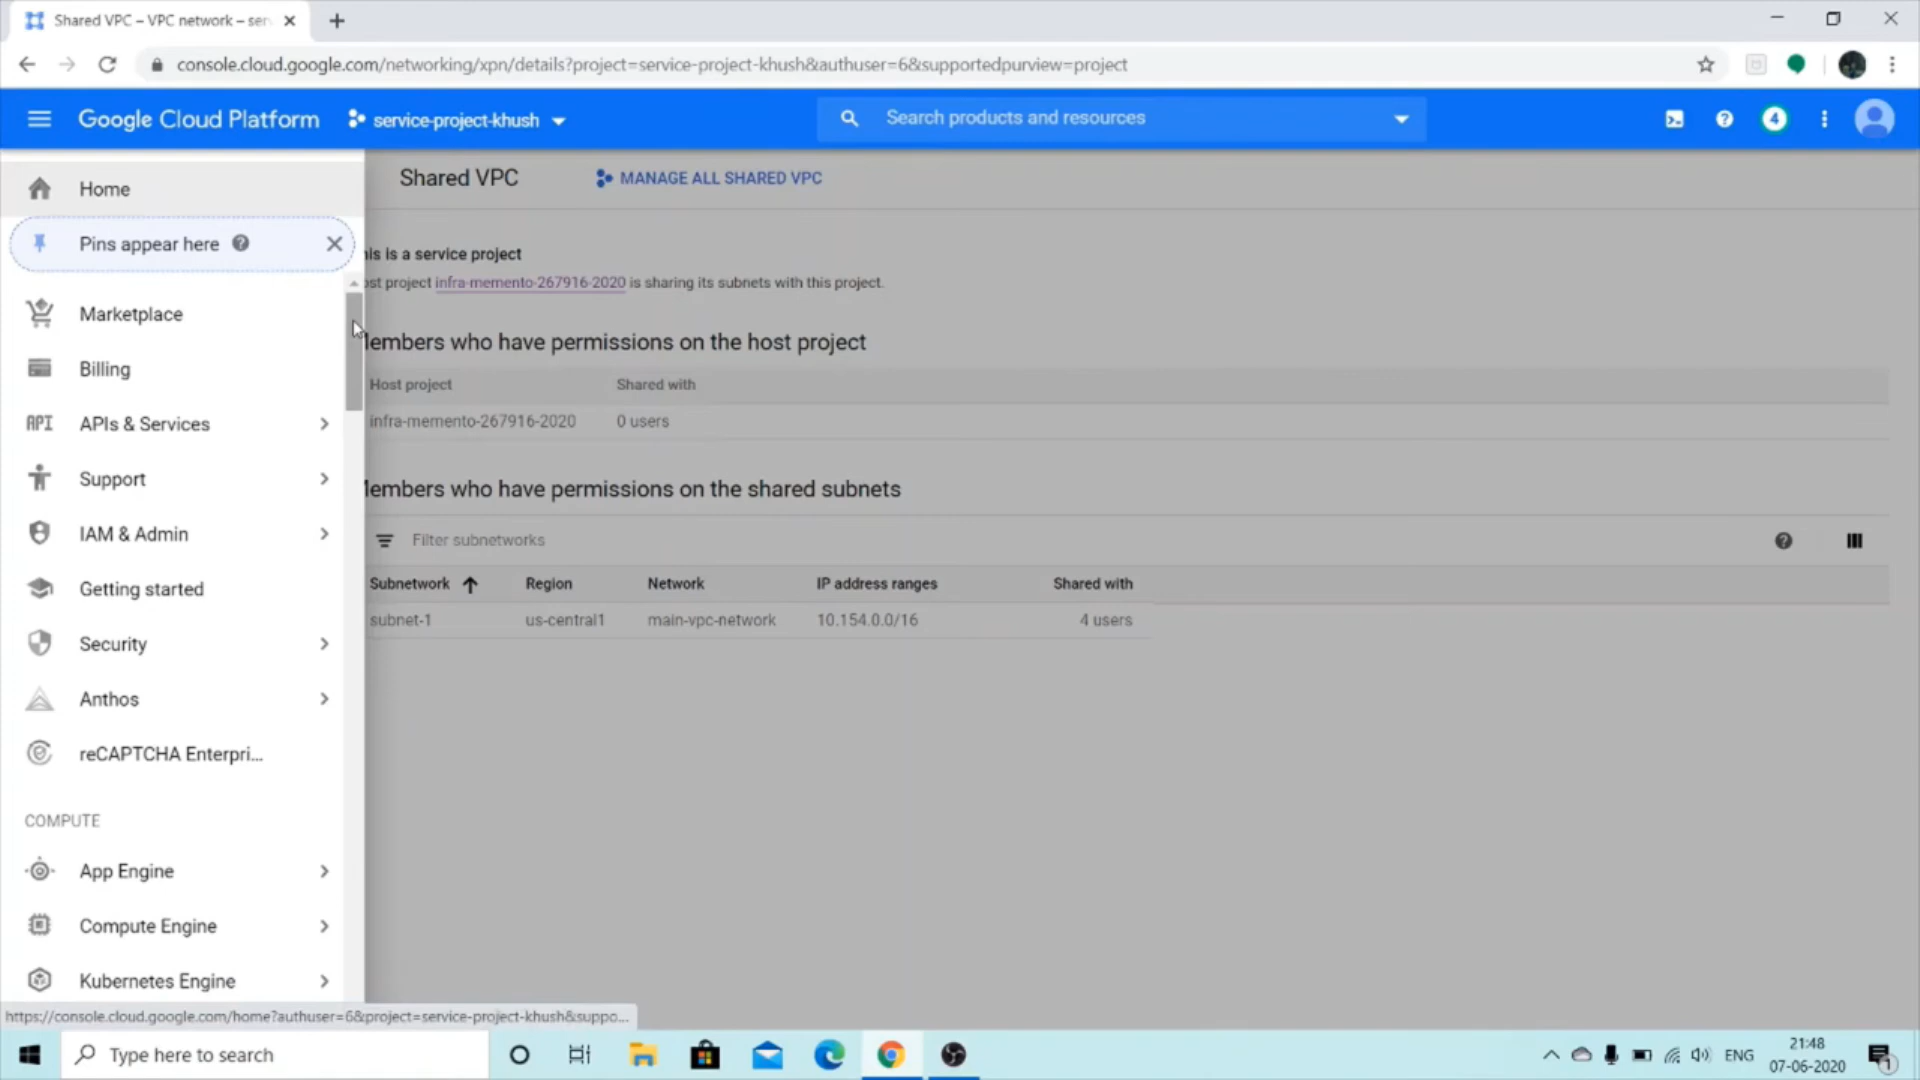 Shared VPC – VPC network – ser
console.cloud.google.com/networking/xpn/details?project=service-project-khush&authuser=6&supportedpurview=project
Google Cloud Platform
service-project-khush
Search products and resources
4
Home
Pins appear here
Marketplace
Billing
API
APIs & Services
Support
IAM & Admin
Getting started
Security
Anthos
reCAPTCHA Enterpri...
COMPUTE
App Engine
Compute Engine
Kubernetes Engine
https://console.cloud.google.com/home?authuser=6&project=service-project-khush&suppo...
Shared VPC
MANAGE ALL SHARED VPC
is is a service project
ost project infra-memento-267916-2020 is sharing its subnets with this project.
embers who have permissions on the host project
Host project Shared with
infra-memento-267916-2020 0 users
embers who have permissions on the shared subnets
Filter subnetworks
Subnetwork Region Network IP address ranges Shared with
subnet-1 us-central1 main-vpc-network 10.154.0.0/16 4 users
Type here to search
ENG
21:48
07-06-2020
1